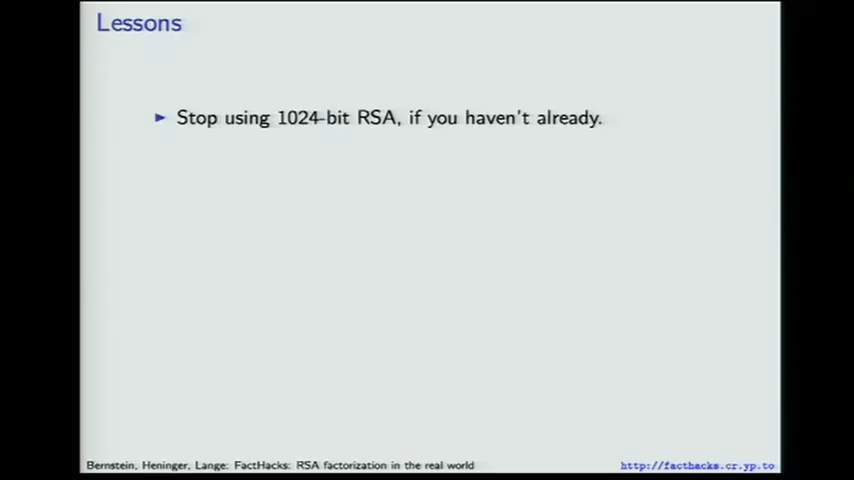 Lessons
▶ Stop using 1024-bit RSA, if you haven't already.
Bernstein, Heninger, Lange: FactHacks: RSA factorization in the real world
http://facthacks.cr.yp.to